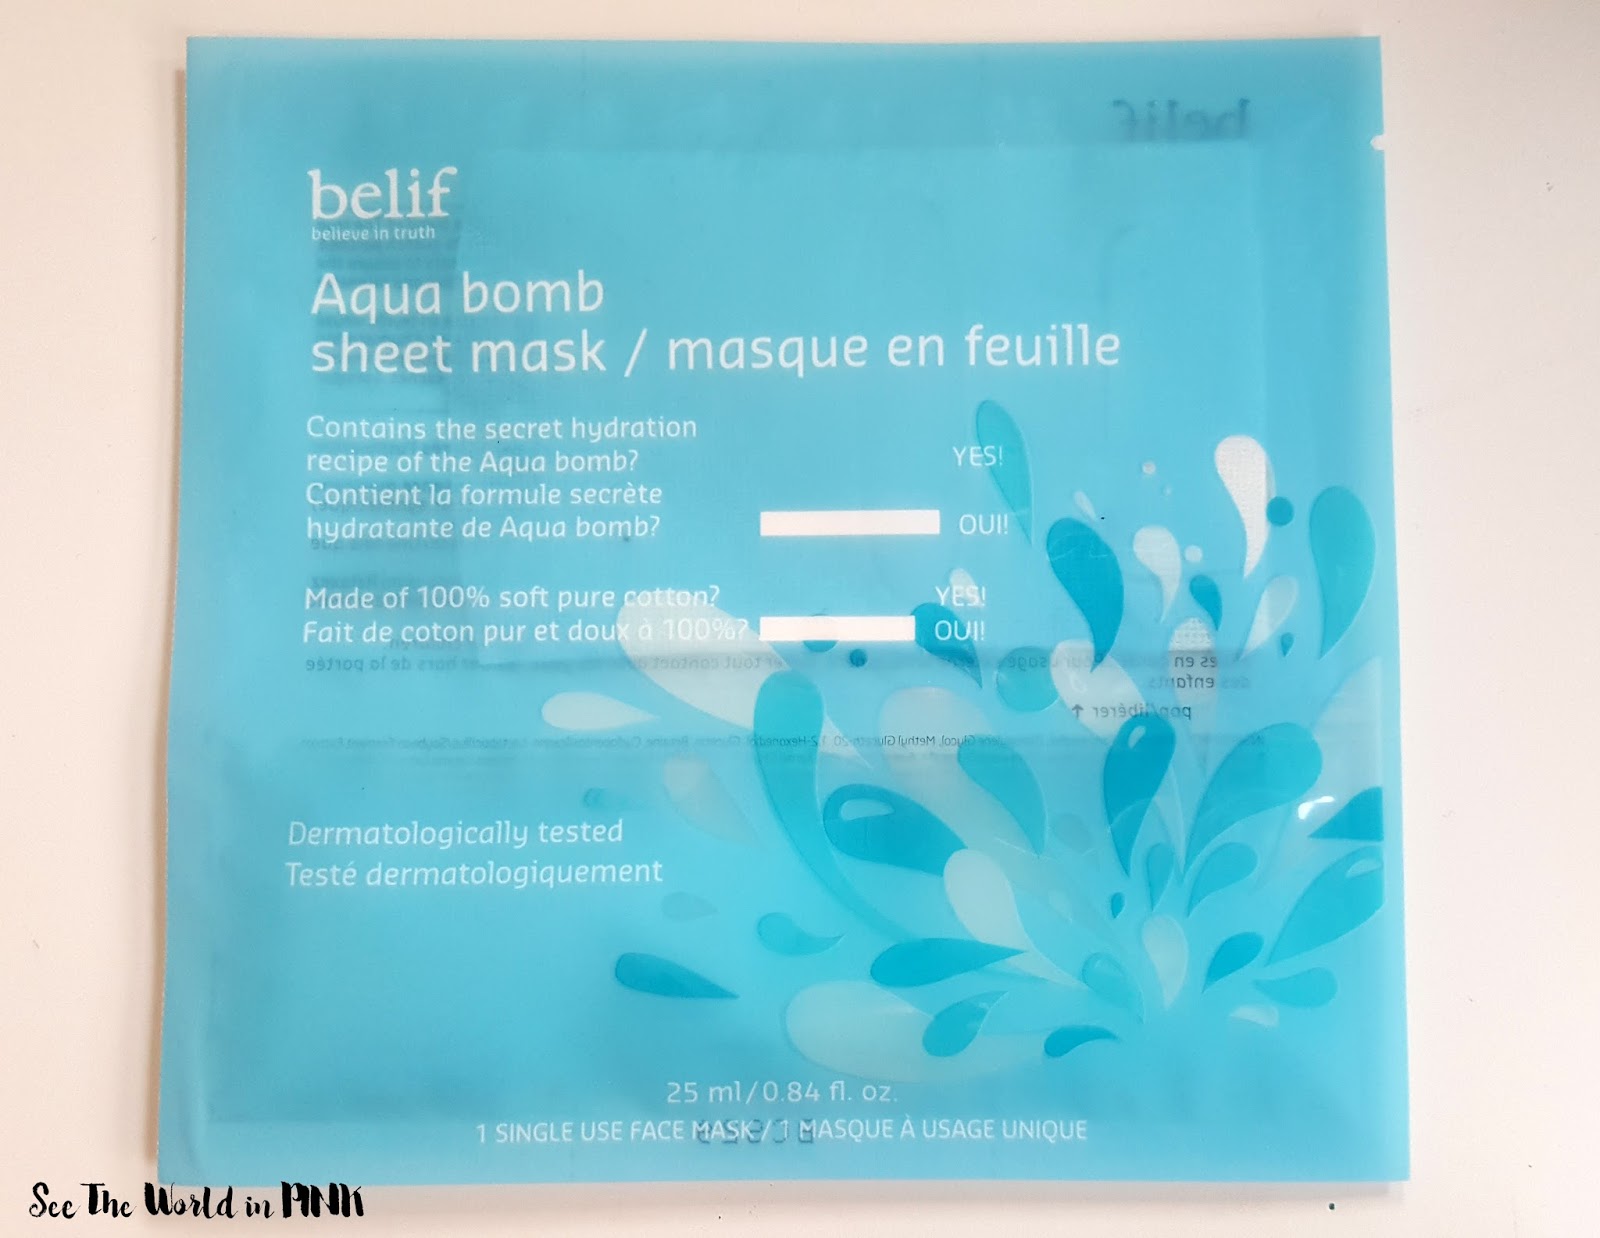 belif
believe in truth
Aqua bomb
sheet mask / masque en feuille
Contains the secret hydration
recipe of the Aqua bomb? YES!
Contient la formule secrète
hydratante de Aqua bomb? OUI!
Made of 100% soft pure cotton? YES!
Fait de coton pur et doux à 100%? OUI!
Dermatologically tested
Testé dermatologiquement
25 ml/0.84 fl. oz.
1 SINGLE USE FACE MASK / 1 MASQUE À USAGE UNIQUE
See The World in PINK